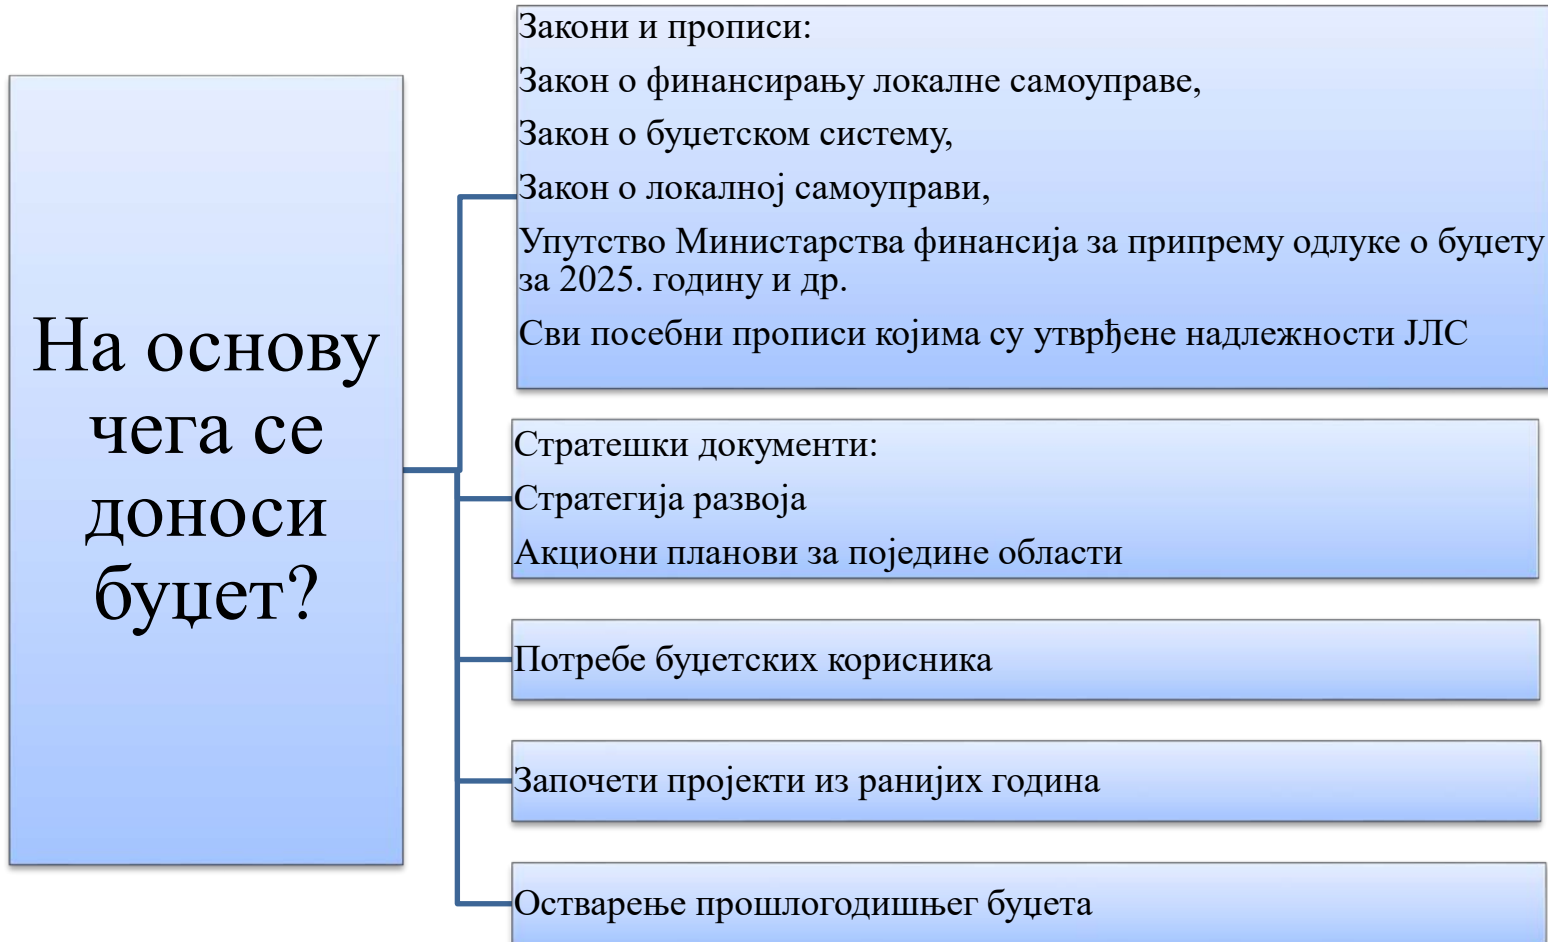 На основу
чега се
доноси
буџет?
Закони и прописи:
Закон о финансирању локалне самоуправе,
Закон о буџетском систему,
Закон о локалној самоуправи,
Упутство Министарства финансија за припрему одлуке о буџету
за 2025. годину и др.
Сви посебни прописи којима су утврђене надлежности ЈЛС
Стратешки документи:
Стратегија развоја
Акциони планови за поједине области
Потребе буџетских корисника
Започети пројекти из ранијих година
Остварење прошлогодишњег буџета